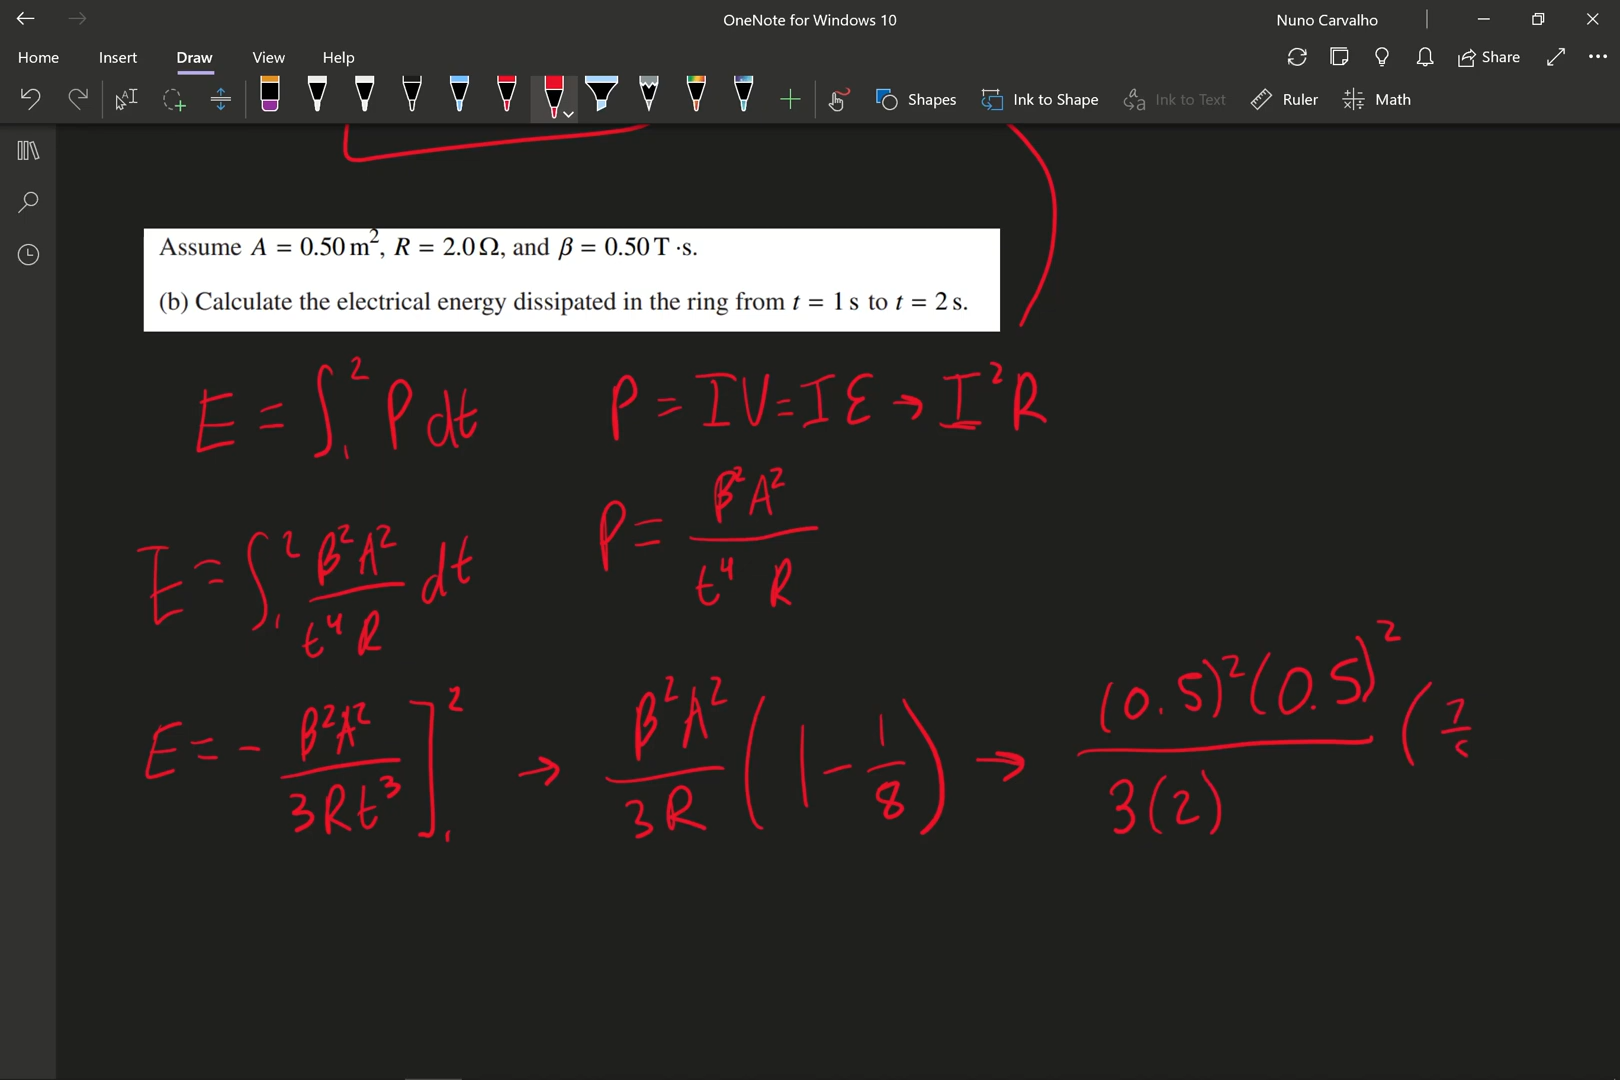 OneNote for Windows 10
Nuno Carvalho
Home Insert Draw View Help
Share
Shapes Ink to Shape Ink to Text Ruler Math
Assume A = 0.50 m², R = 2.0 Ω, and β = 0.50 T·s.
(b) Calculate the electrical energy dissipated in the ring from t = 1 s to t = 2 s.
E = ∫₁² P dt P = IV = Iℰ → I²R
P = β²A² / t⁴ R
E = ∫₁² β²A² / t⁴ R dt
E = - β²A² / 3Rt³ ]₁² → β²A² / 3R (1 - 1/8) → (0.5)²(0.5)² / 3(2) (7/